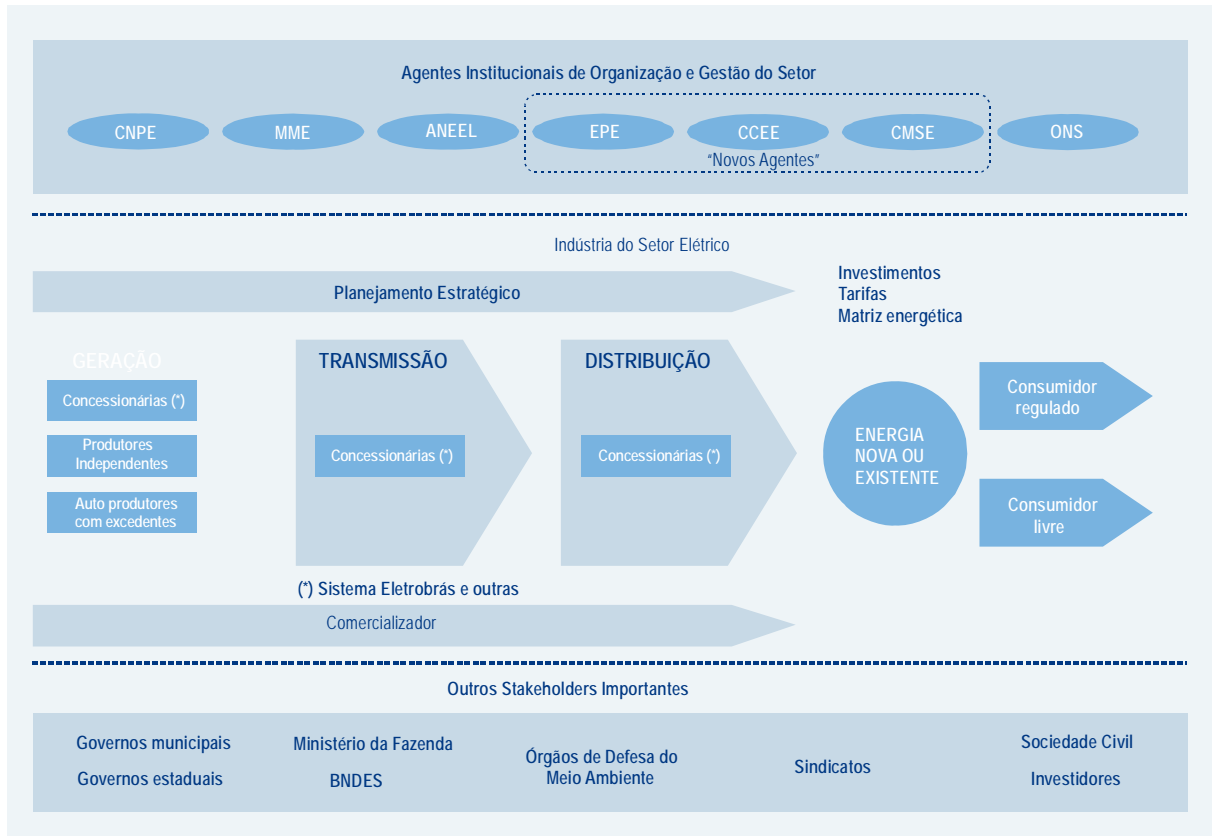 Agentes Institucionais de Organização e Gestão do Setor
CNPE
MME
ANEEL
EPE
CCEE
CMSE
ONS
“Novos Agentes”
Indústria do Setor Elétrico
Planejamento Estratégico
Investimentos
Tarifas
Matriz energética
GERAÇÃO
Concessionárias (*)
Produtores
Independentes
Auto produtores
com excedentes
TRANSMISSÃO
Concessionárias (*)
DISTRIBUIÇÃO
Concessionárias (*)
ENERGIA
NOVA OU
EXISTENTE
Consumidor
regulado
Consumidor
livre
(*) Sistema Eletrobrás e outras
Comercializador
Outros Stakeholders Importantes
Governos municipais
Governos estaduais
Ministério da Fazenda
BNDES
Órgãos de Defesa do
Meio Ambiente
Sindicatos
Sociedade Civil
Investidores